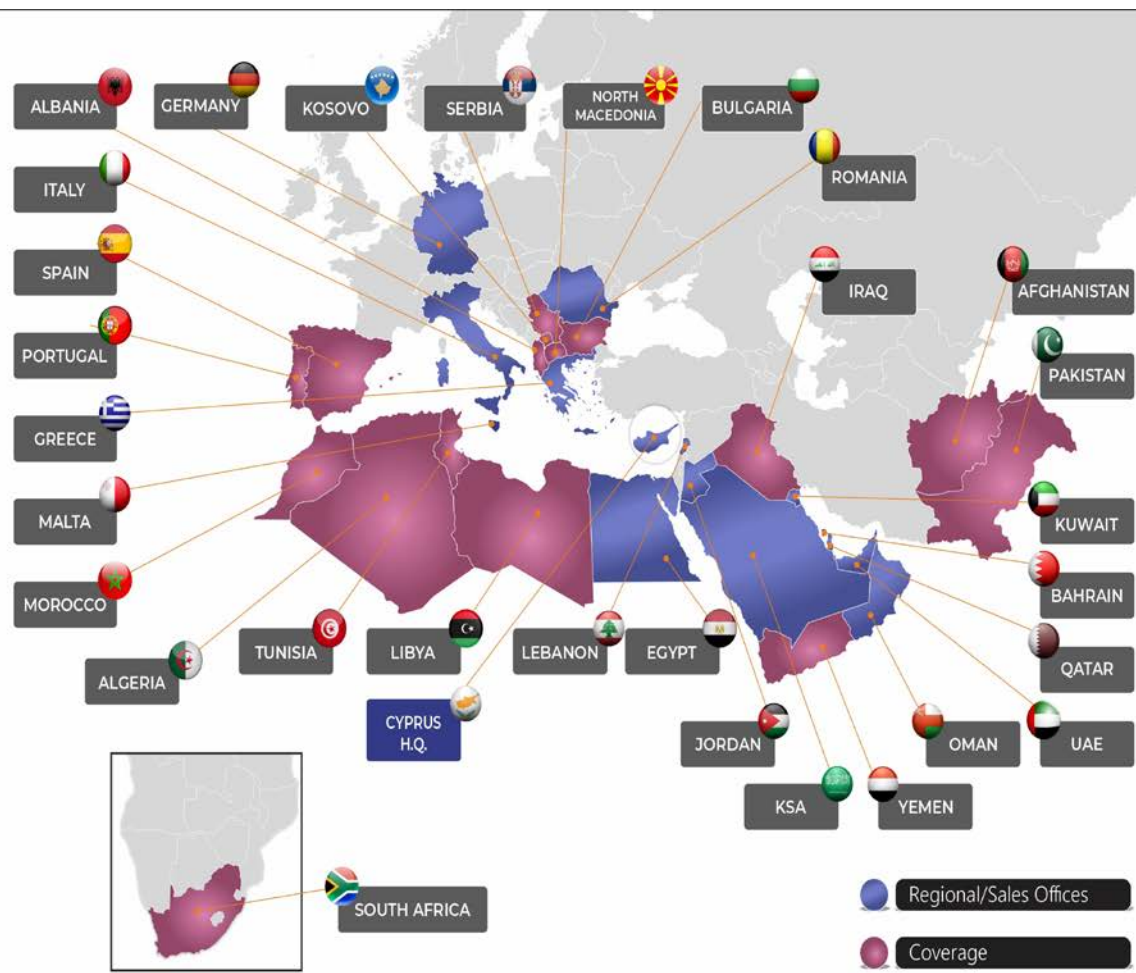 ALBANIA
GERMANY
KOSOVO
SERBIA
NORTH
MACEDONIA
BULGARIA
ITALY
ROMANIA
SPAIN
IRAQ
AFGHANISTAN
PORTUGAL
PAKISTAN
GREECE
MALTA
KUWAIT
MOROCCO
BAHRAIN
ALGERIA
TUNISIA
LIBYA
LEBANON
EGYPT
QATAR
CYPRUS
H.Q.
JORDAN
OMAN
UAE
KSA
YEMEN
SOUTH AFRICA
Regional/Sales Offices
Coverage